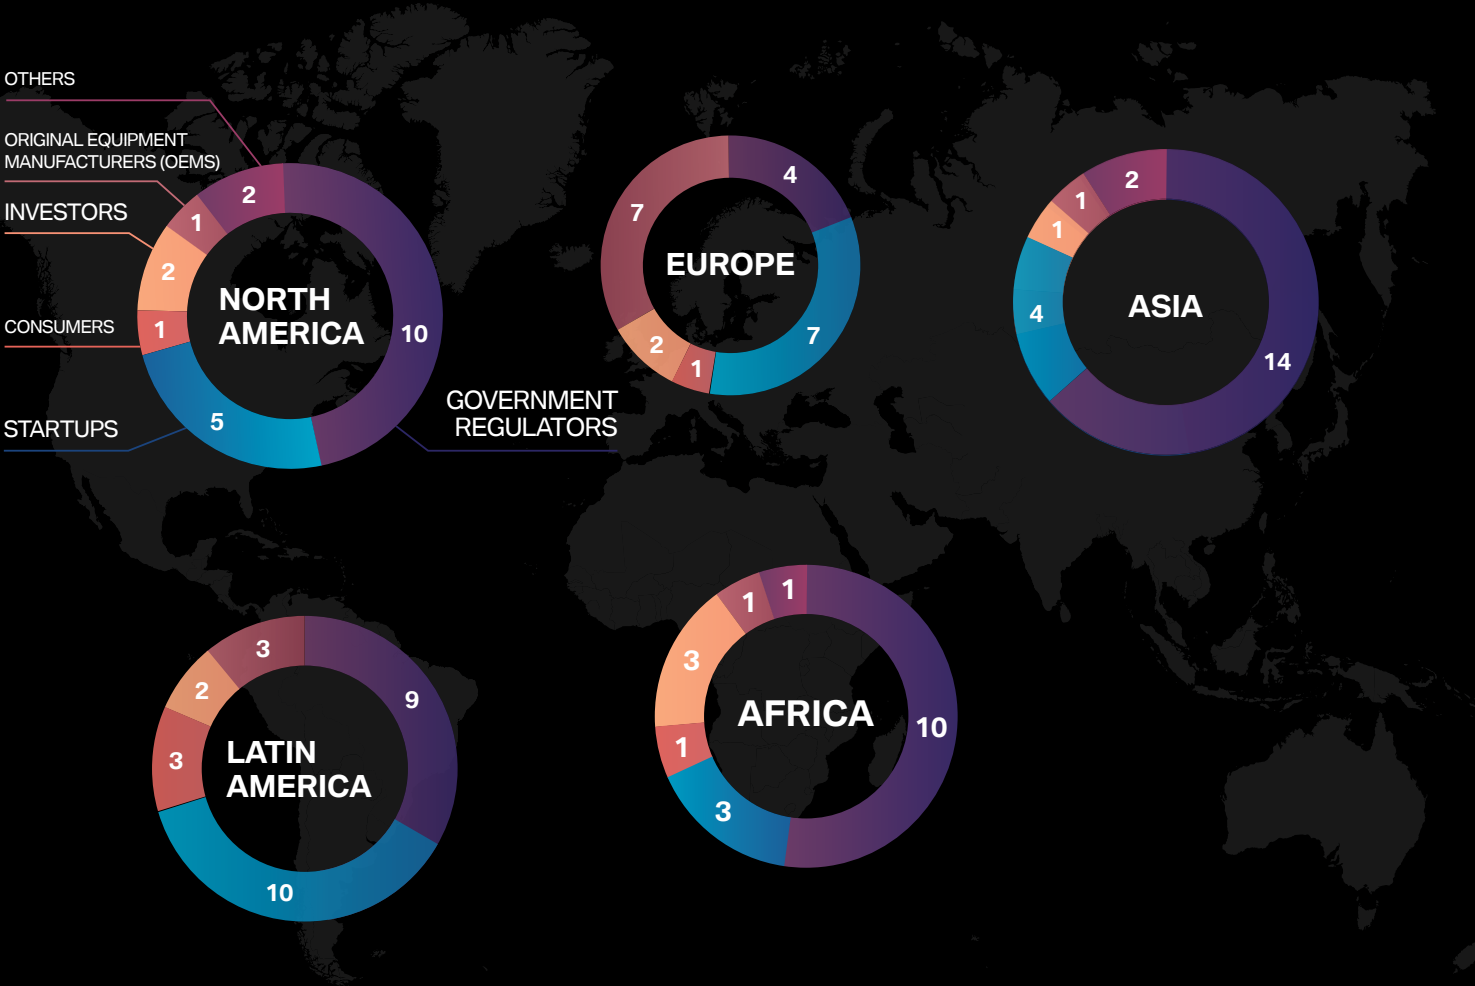 OTHERS
ORIGINAL EQUIPMENT
MANUFACTURERS (OEMS)
INVESTORS
CONSUMERS
STARTUPS
GOVERNMENT
REGULATORS
NORTH
AMERICA
2
1
2
1
5
10
EUROPE
4
7
7
2
1
ASIA
2
1
1
4
14
LATIN
AMERICA
3
2
3
10
9
AFRICA
1
1
3
1
3
10